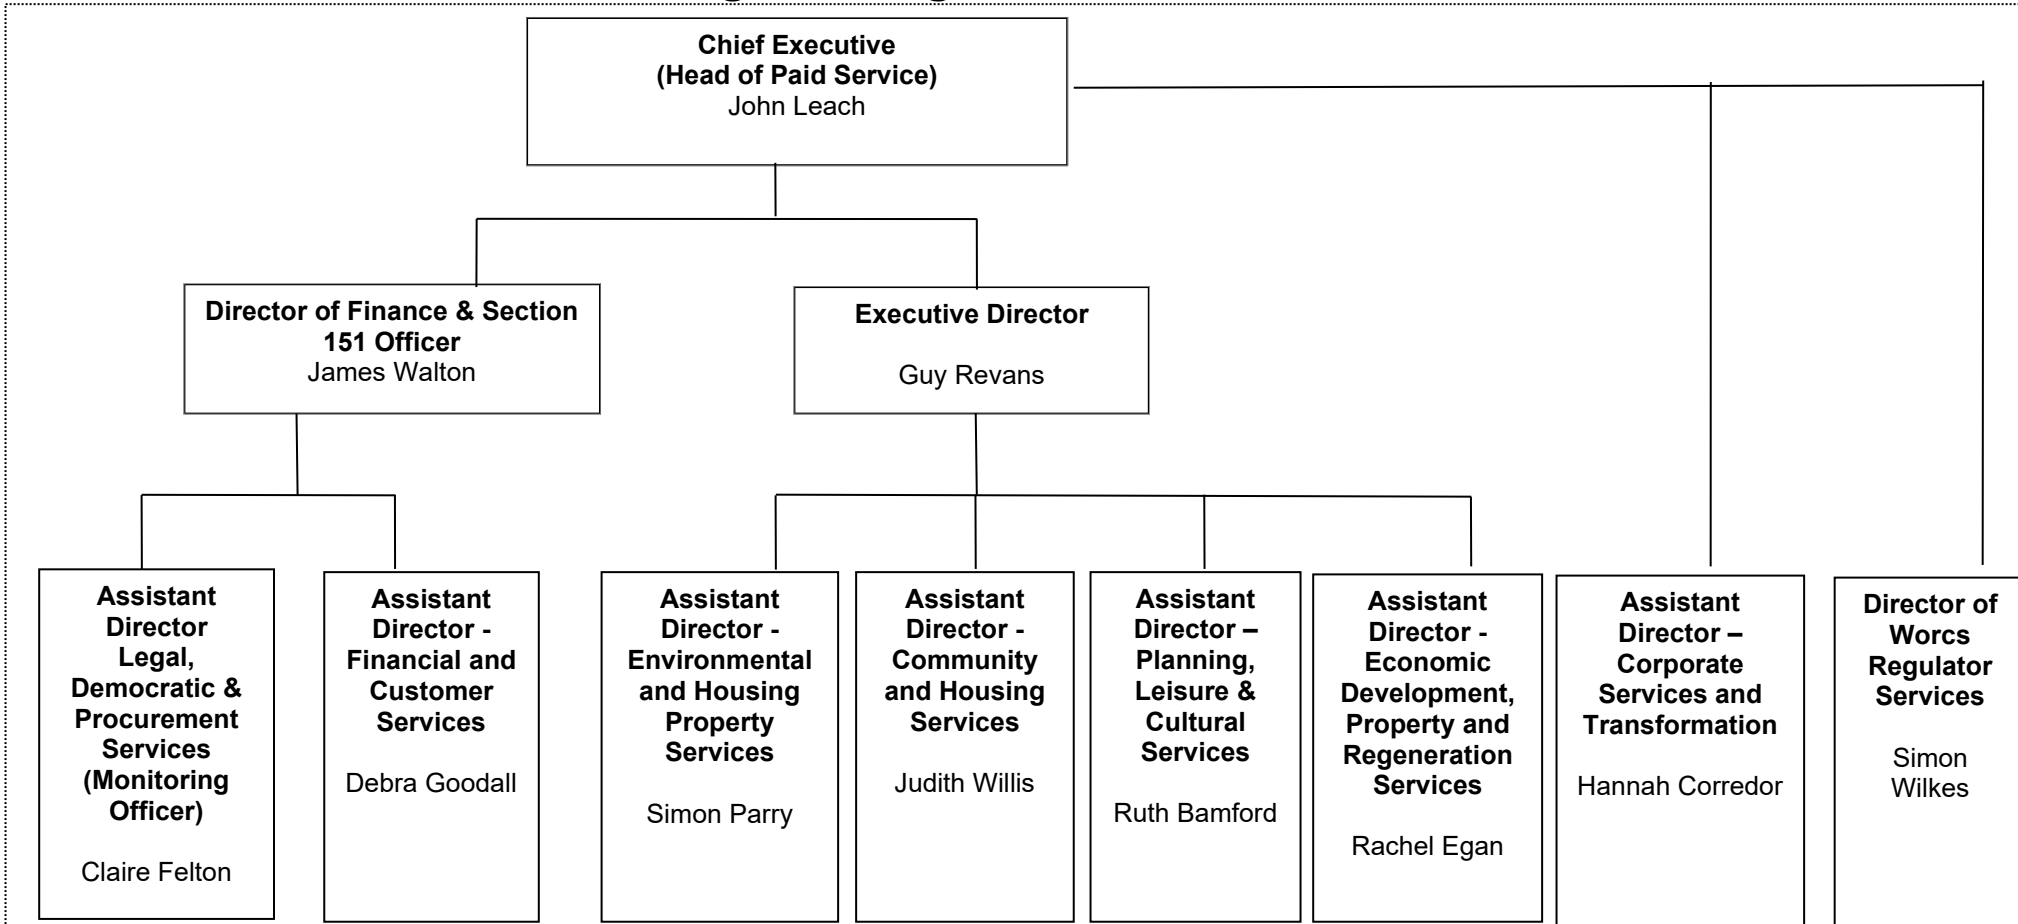 Chief Executive
(Head of Paid Service)
John Leach
Director of Finance & Section
151 Officer
James Walton
Executive Director
Guy Revans
Assistant
Director
Legal,
Democratic &
Procurement
Services
(Monitoring
Officer)
Claire Felton
Assistant
Director -
Financial and
Customer
Services
Debra Goodall
Assistant
Director -
Environmental
and Housing
Property
Services
Simon Parry
Assistant
Director -
Community
and Housing
Services
Judith Willis
Assistant
Director –
Planning,
Leisure &
Cultural
Services
Ruth Bamford
Assistant
Director -
Economic
Development,
Property and
Regeneration
Services
Rachel Egan
Assistant
Director –
Corporate
Services and
Transformation
Hannah Corredor
Director of
Worcs
Regulator
Services
Simon
Wilkes